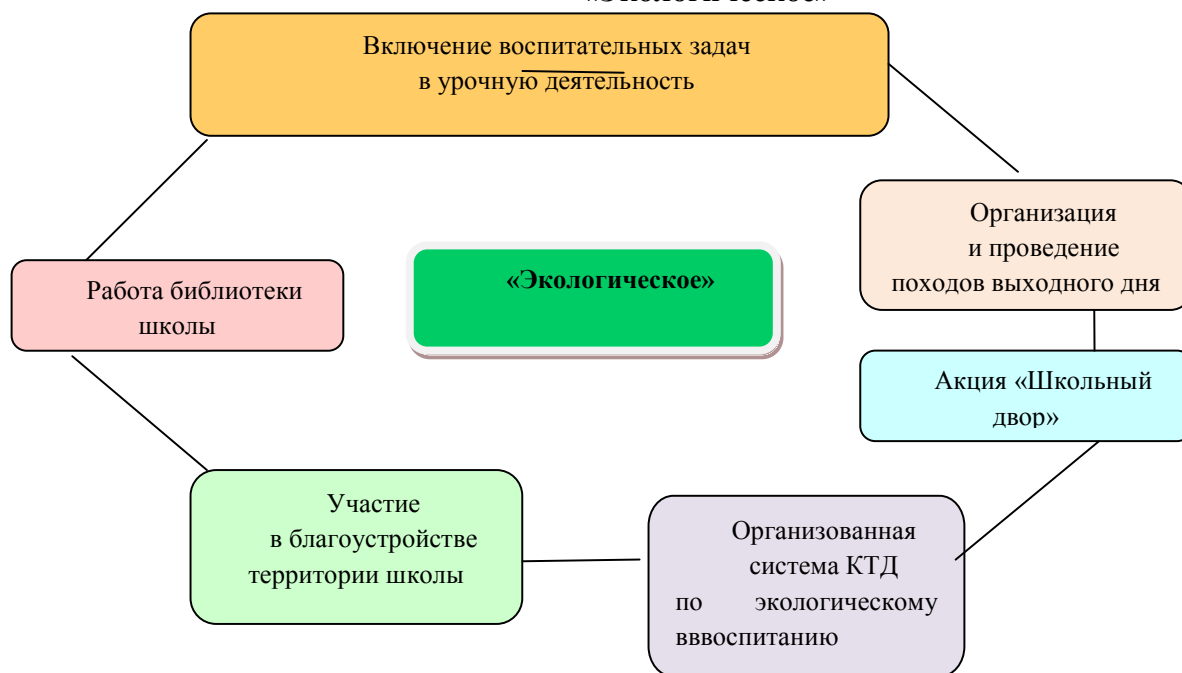 «Экологическое»
Включение воспитательных задач
в урочную деятельность
Организация
и проведение
походов выходного дня
«Экологическое»
Работа библиотеки
школы
Акция «Школьный
двор»
Участие
в благоустройстве
территории школы
Организованная
система КТД
по экологическому
вввоспитанию